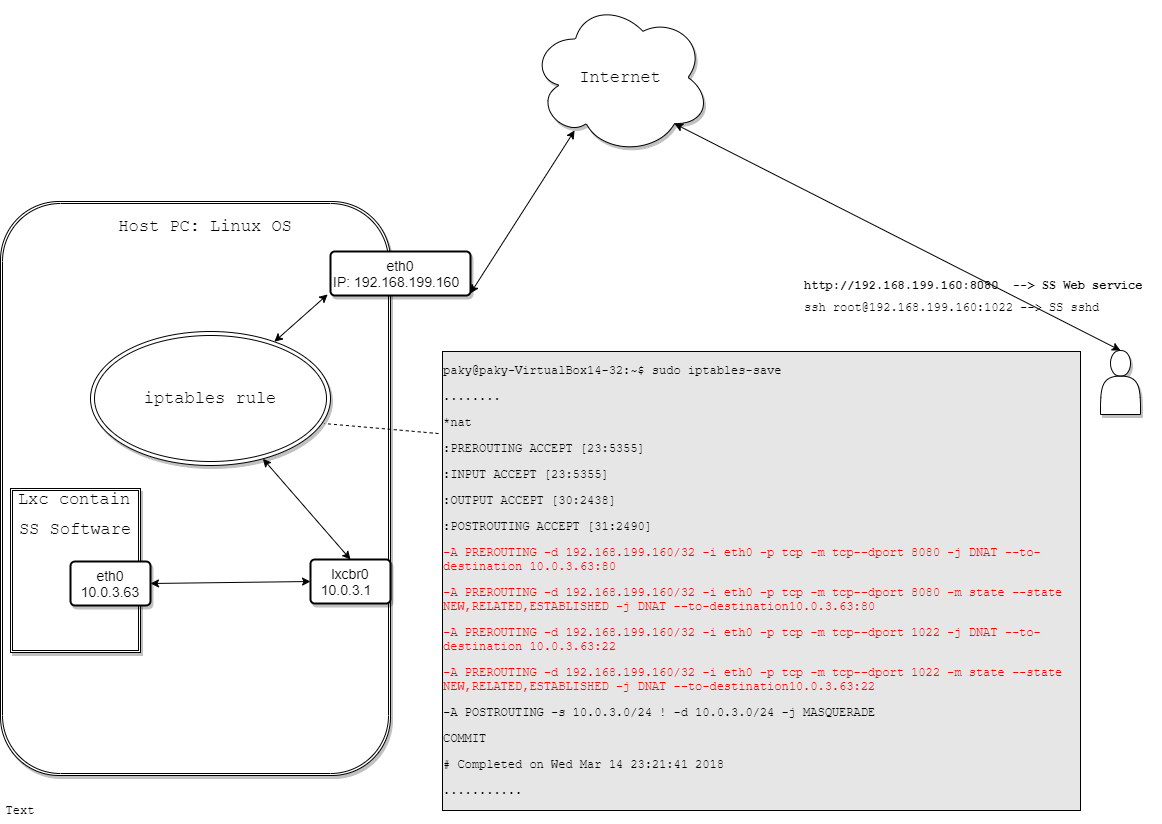 Internet
Host PC: Linux OS
eth0
IP: 192.168.199.160
http://192.168.199.160:8080 --> SS Web service
ssh root@192.168.199.160:1022 --> SS sshd
iptables rule
paky@paky-VirtualBox14-32:~$ sudo iptables-save
........
*nat
:PREROUTING ACCEPT [23:5355]
:INPUT ACCEPT [23:5355]
:OUTPUT ACCEPT [30:2438]
:POSTROUTING ACCEPT [31:2490]
-A PREROUTING -d 192.168.199.160/32 -i eth0 -p tcp -m tcp--dport 8080 -j DNAT --to-
destination 10.0.3.63:80
-A PREROUTING -d 192.168.199.160/32 -i eth0 -p tcp -m tcp--dport 8080 -m state --state
NEW,RELATED,ESTABLISHED -j DNAT --to-destination10.0.3.63:80
-A PREROUTING -d 192.168.199.160/32 -i eth0 -p tcp -m tcp--dport 1022 -j DNAT --to-
destination 10.0.3.63:22
-A PREROUTING -d 192.168.199.160/32 -i eth0 -p tcp -m tcp--dport 1022 -m state --state
NEW,RELATED,ESTABLISHED -j DNAT --to-destination10.0.3.63:22
-A POSTROUTING -s 10.0.3.0/24 ! -d 10.0.3.0/24 -j MASQUERADE
COMMIT
# Completed on Wed Mar 14 23:21:41 2018
...........
Lxc contain
SS Software
eth0
10.0.3.63
lxcbr0
10.0.3.1
Text